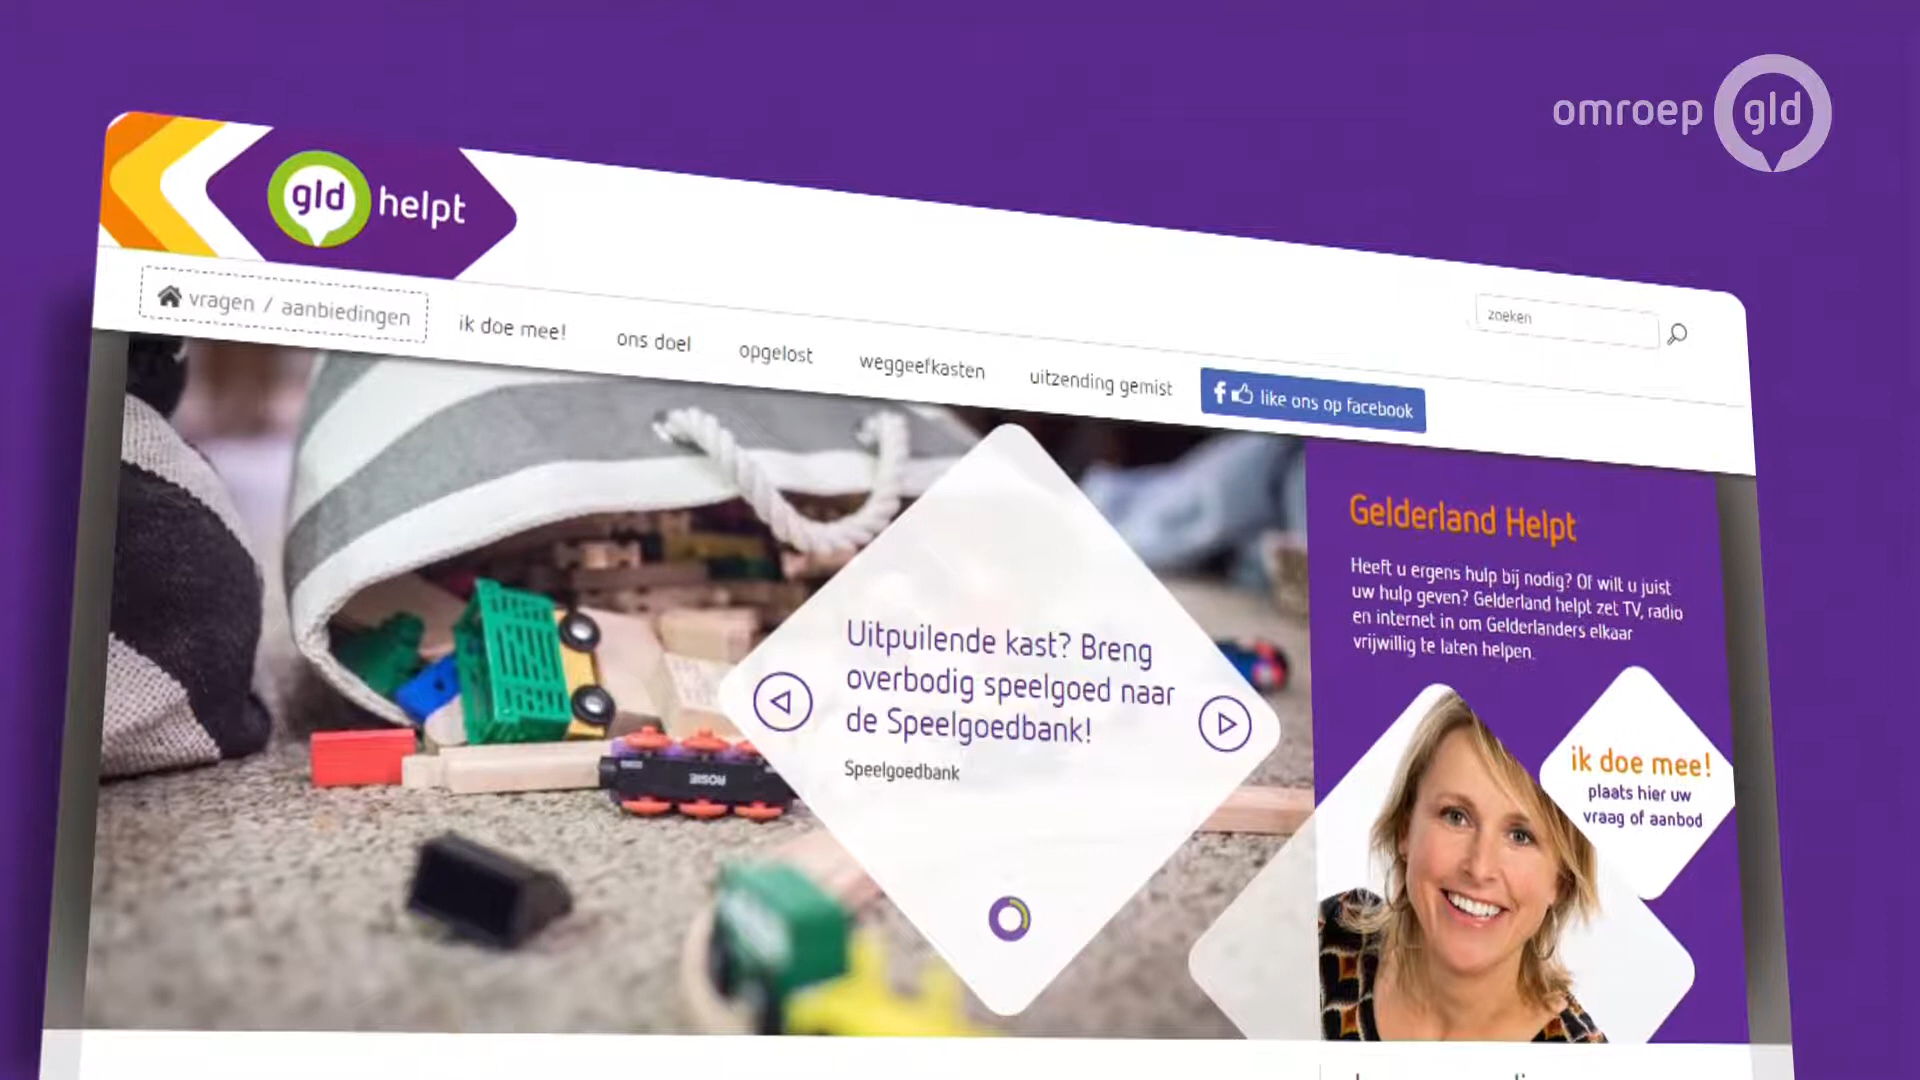 omroep gld
gld helpt
zoeken
vragen / aanbiedingen
ik doe mee!
ons doel
opgelost
weggeefkasten
uitzending gemist
like ons op facebook
Uitpuilende kast? Breng
overbodig speelgoed naar
de Speelgoedbank!
Speelgoedbank
ROSIE
Gelderland Helpt
Heeft u ergens hulp bij nodig? Of wilt u juist
uw hulp geven? Gelderland helpt zet TV, radio
en internet in om Gelderlanders elkaar
vrijwillig te laten helpen.
ik doe mee!
plaats hier uw
vraag of aanbod